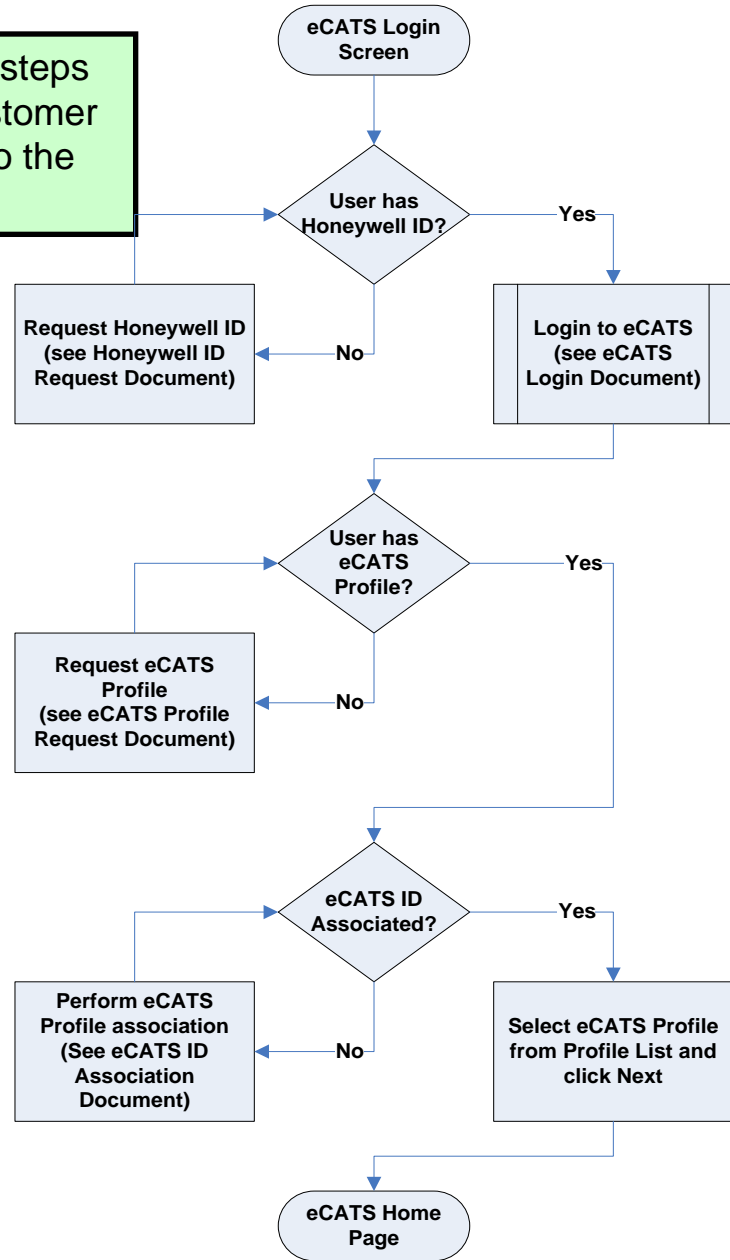 eCATS Login
Screen
steps
stomer
o the
User has
Honeywell ID?
Yes
No
Request Honeywell ID
(see Honeywell ID
Request Document)
Login to eCATS
(see eCATS
Login Document)
User has
eCATS
Profile?
Yes
No
Request eCATS
Profile
(see eCATS Profile
Request Document)
eCATS ID
Associated?
Yes
No
Perform eCATS
Profile association
(See eCATS ID
Association
Document)
Select eCATS Profile
from Profile List and
click Next
eCATS Home
Page